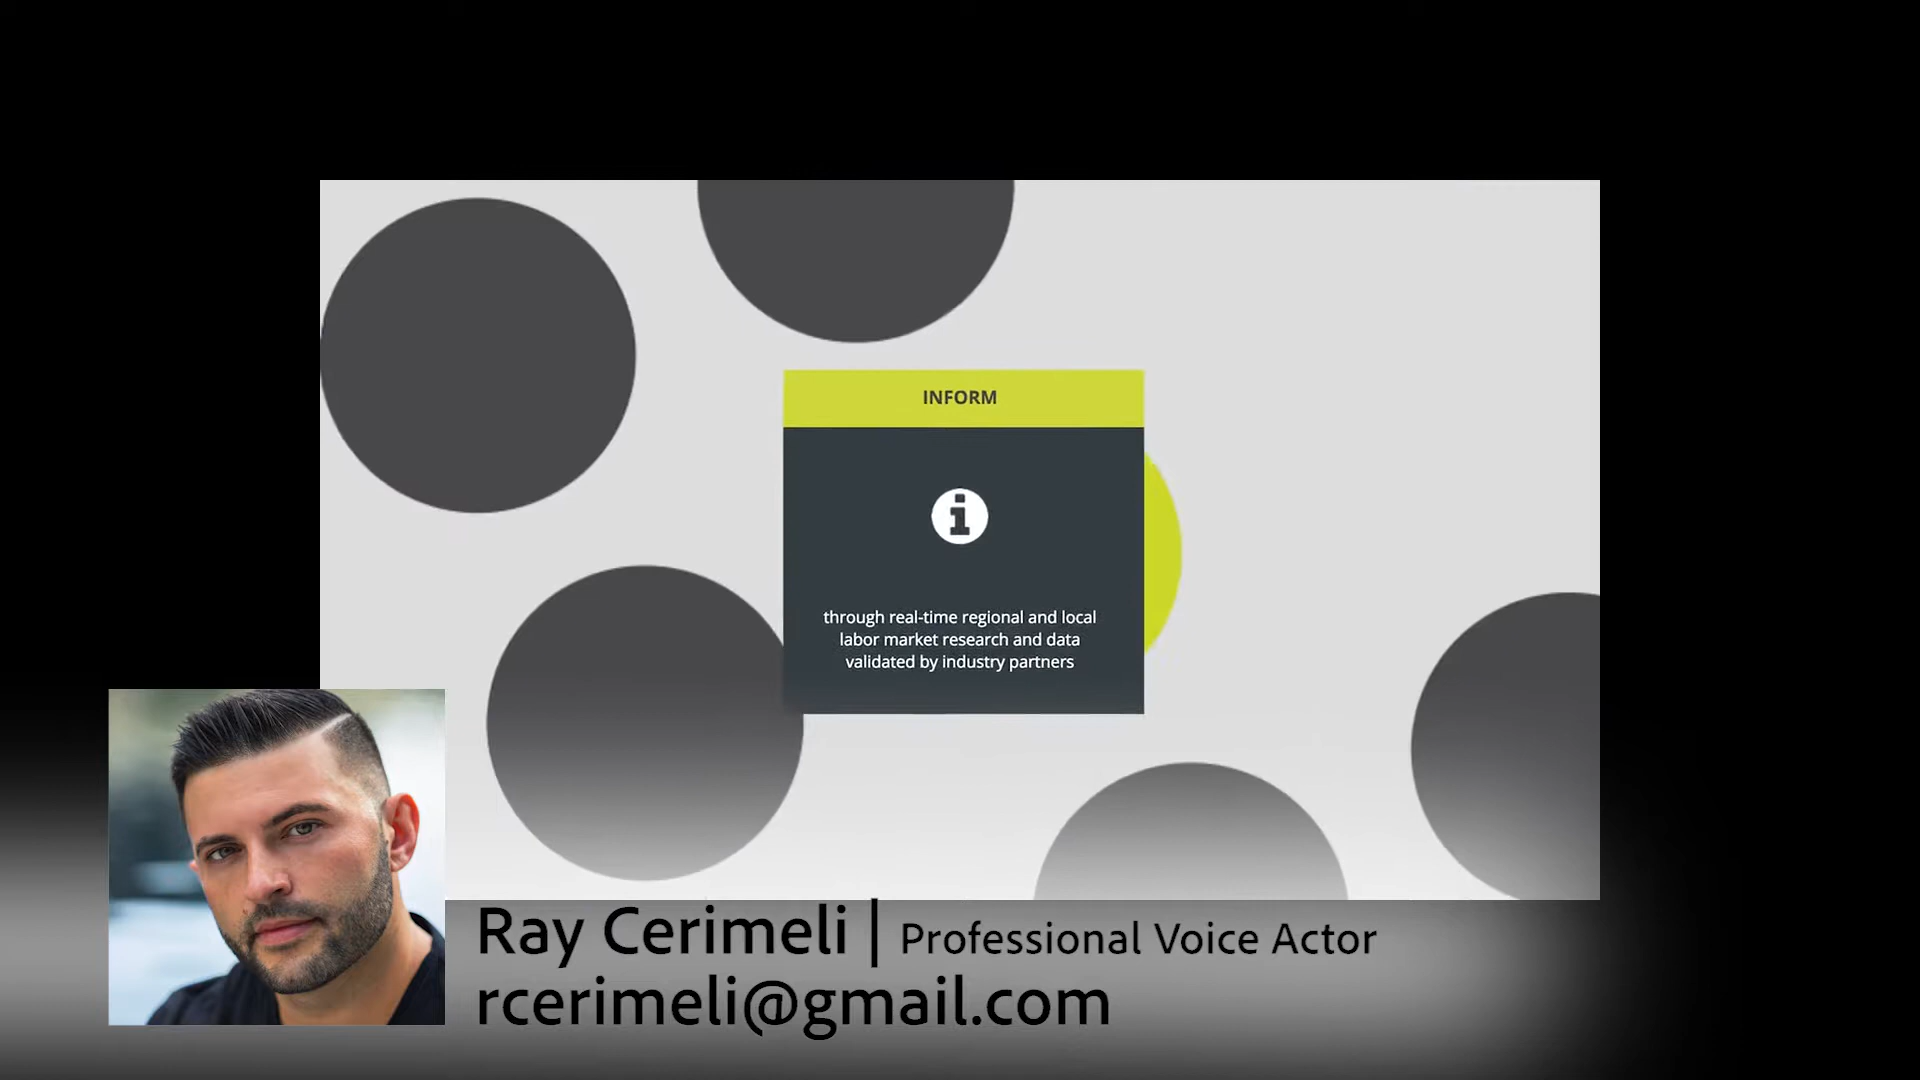 INFORM
through real-time regional and local
labor market research and data
validated by industry partners
Ray Cerimeli | Professional Voice Actor
rcerimeli@gmail.com